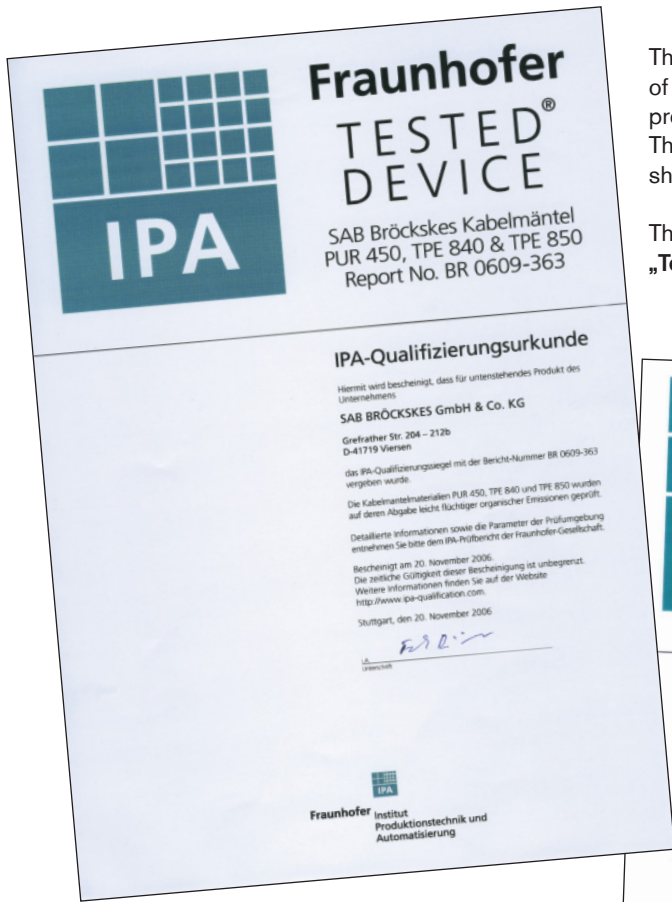 IPA
Fraunhofer
TESTED®
DEVICE
SAB Bröckskes Kabelmäntel
PUR 450, TPE 840 & TPE 850
Report No. BR 0609-363
IPA-Qualifizierungsurkunde
Hiermit wird bescheinigt, dass für untenstehendes Produkt des
Unternehmens
SAB BRÖCKSKES GmbH & Co. KG
Grefrather Str. 204 – 212b
D-41719 Viersen
das IPA-Qualifizierungssiegel mit der Bericht-Nummer BR 0609-363
vergeben wurde.
Die Kabelmantelmaterialien PUR 450, TPE 840 und TPE 850 wurden
auf deren Abgabe leicht flüchtiger organischer Emissionen geprüft.
Detaillierte Informationen sowie die Parameter der Prüfumgebung
entnehmen Sie bitte dem IPA-Prüfbericht der Fraunhofer-Gesellschaft.
Bescheinigt am 20. November 2006.
Die zeitliche Gültigkeit dieser Bescheinigung ist unbegrenzt.
Weitere Informationen finden Sie auf der Website
http://www.ipa-qualification.com.
Stuttgart, den 20. November 2006
i.A.
Unterschrift
IPA
Fraunhofer Institut
Produktionstechnik und
Automatisierung
Th
of
pr
Th
sh
Th
„T